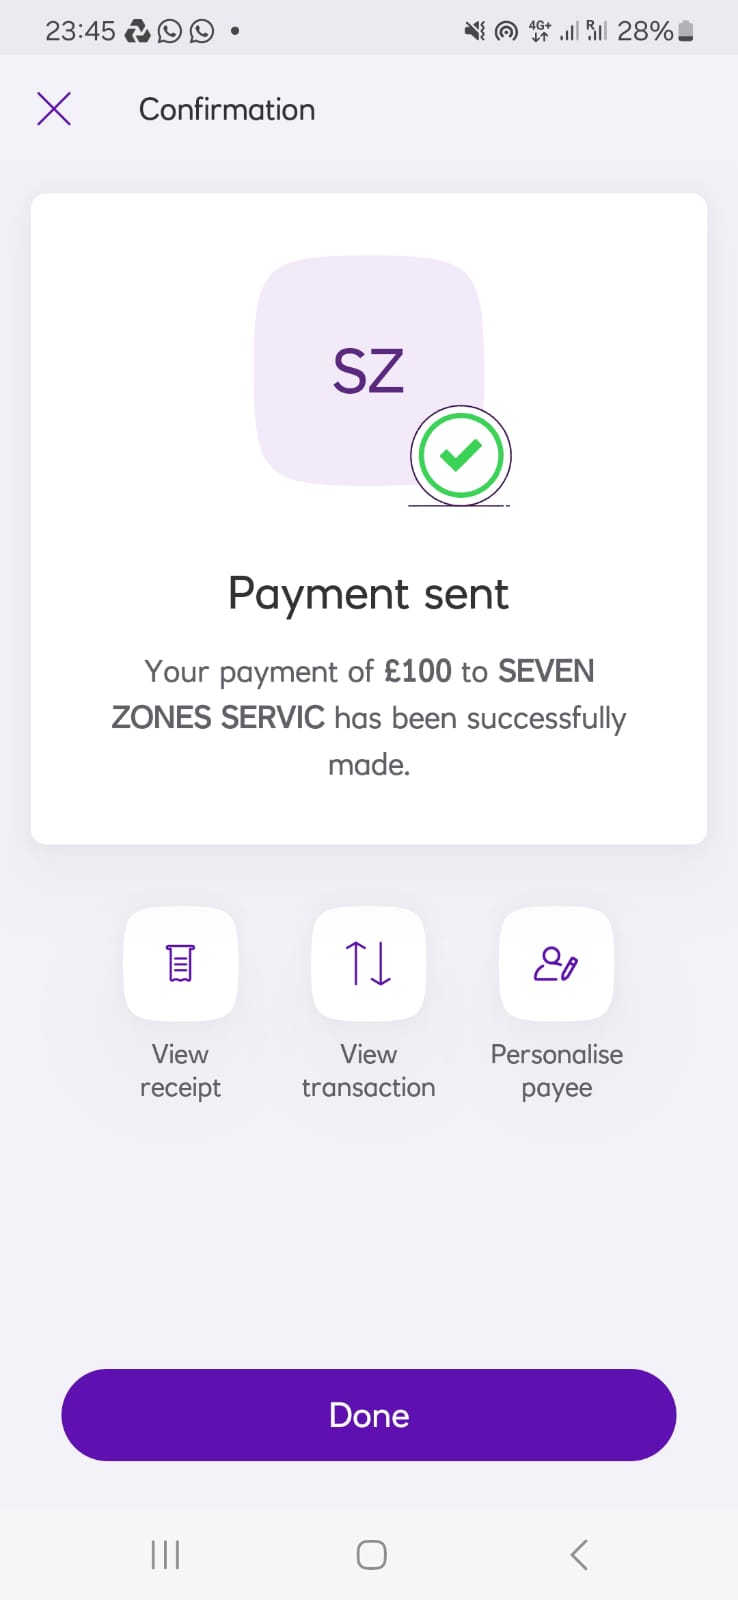 23:45
4G+ R 28%
Confirmation
SZ
Payment sent
Your payment of £100 to SEVEN
ZONES SERVIC has been successfully
made.
View View Personalise
receipt transaction payee
Done